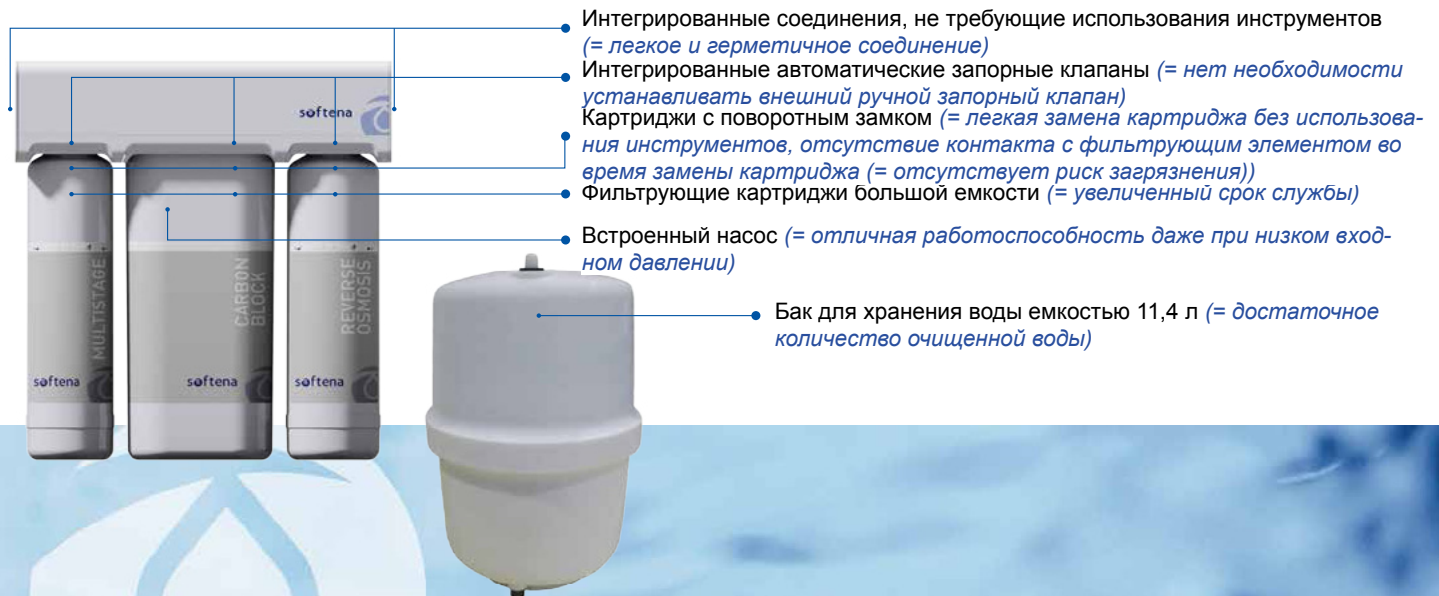 Интегрированные соединения, не требующие использования инструментов
(= легкое и герметичное соединение)
Интегрированные автоматические запорные клапаны (= нет необходимости
устанавливать внешний ручной запорный клапан)
Картриджи с поворотным замком (= легкая замена картриджа без использова-
ния инструментов, отсутствие контакта с фильтрующим элементом во
время замены картриджа (= отсутствует риск загрязнения))
Фильтрующие картриджи большой емкости (= увеличенный срок службы)
Встроенный насос (= отличная работоспособность даже при низком вход-
ном давлении)
Бак для хранения воды емкостью 11,4 л (= достаточное
количество очищенной воды)
softena
MULTISTAGE
CARBON
BLOCK
REVERSE
OSMOSIS
softena
softena
softena